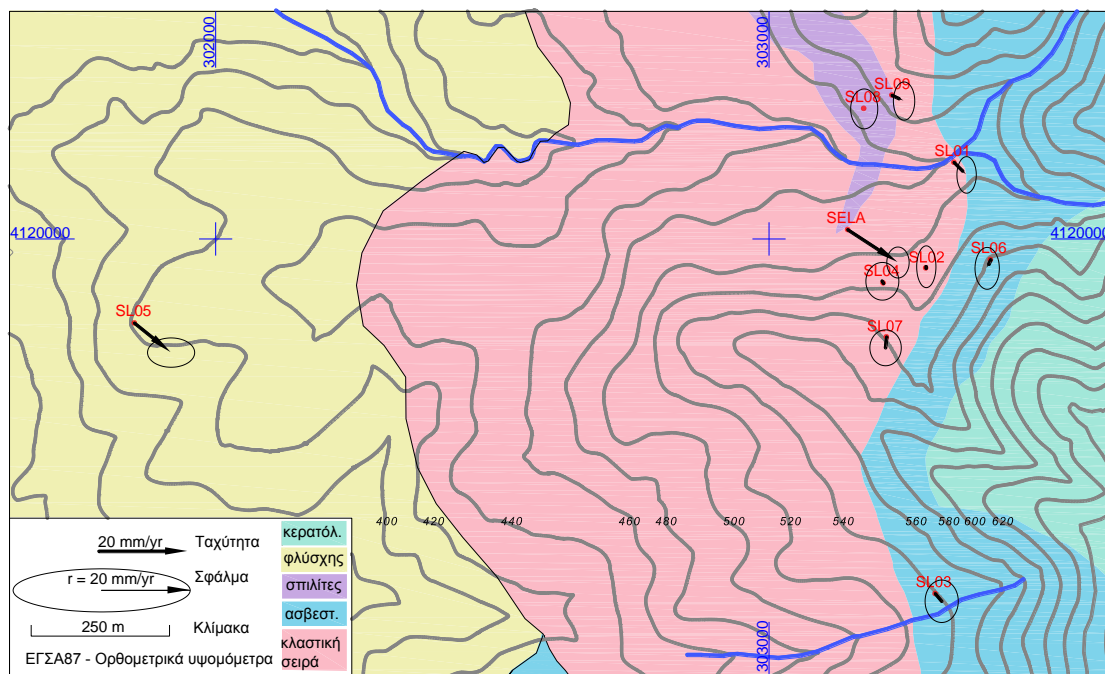 302000
303000
SL09
SL08
SL01
SELA
4120000
4120000
SL02
SL06
SL04
SL05
SL07
400 420 440 460 480 500 520 540 560 580 600 620
SL03
303000
20 mm/yr
Ταχύτητα
r = 20 mm/yr
Σφάλμα
250 m
Κλίμακα
ΕΓΣΑ87 - Ορθομετρικά υψομόμετρα
κερατόλ.
φλύσχης
σπιλίτες
ασβεστ.
κλαστική
σειρά